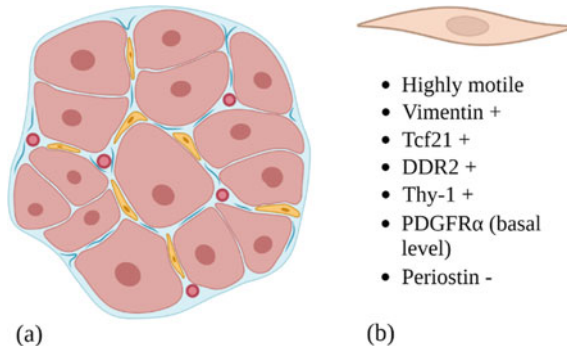 • Highly motile
• Vimentin +
• Tcf21 +
• DDR2 +
• Thy-1 +
• PDGFRα (basal
level)
• Periostin -
(a)
(b)